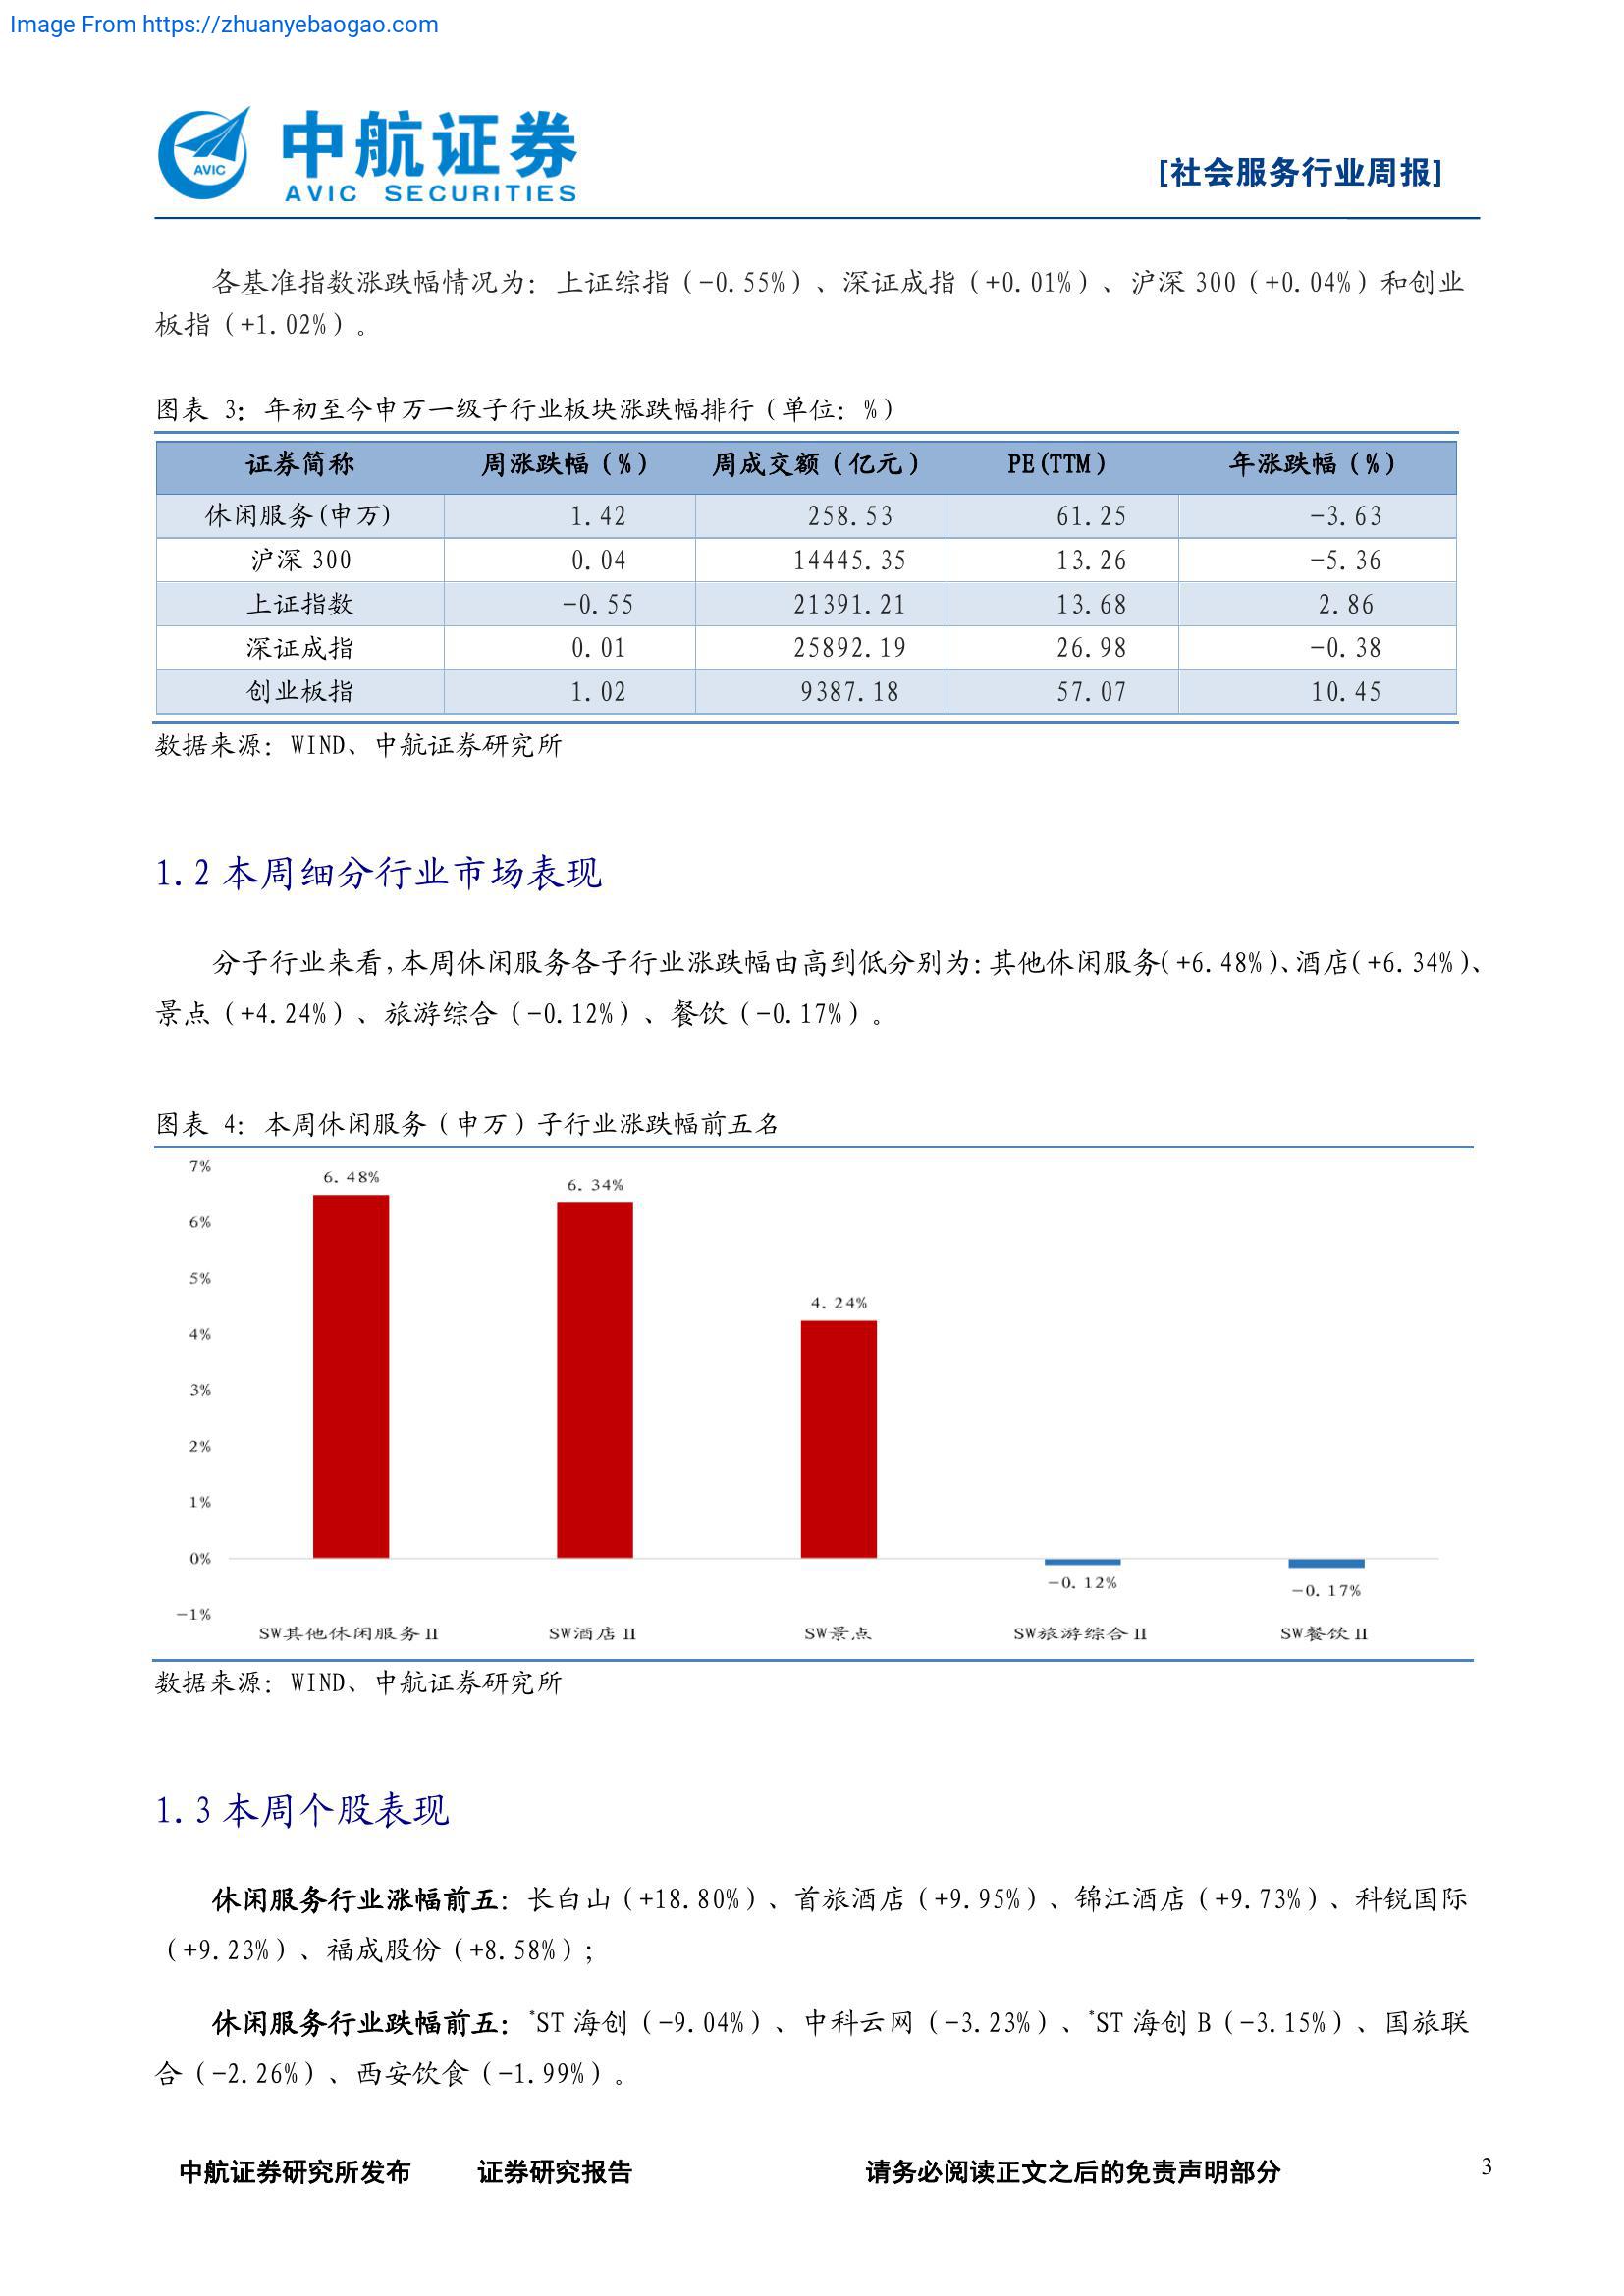 Image From https://zhuanyebaogao.com
AVIC
中航证券
AVIC SECURITIES
[社会服务行业周报]
各基准指数涨跌幅情况为：上证综指（-0.55%）、深证成指（+0.01%）、沪深 300（+0.04%）和创业
板指（+1.02%）。
图表 3：年初至今申万一级子行业板块涨跌幅排行（单位：%）
证券简称 周涨跌幅（%） 周成交额（亿元） PE(TTM) 年涨跌幅（%）
休闲服务(申万) 1.42 258.53 61.25 -3.63
沪深 300 0.04 14445.35 13.26 -5.36
上证指数 -0.55 21391.21 13.68 2.86
深证成指 0.01 25892.19 26.98 -0.38
创业板指 1.02 9387.18 57.07 10.45
数据来源：WIND、中航证券研究所
1.2 本周细分行业市场表现
分子行业来看，本周休闲服务各子行业涨跌幅由高到低分别为：其他休闲服务(+6.48%)、酒店(+6.34%)、
景点（+4.24%）、旅游综合（-0.12%）、餐饮（-0.17%）。
图表 4：本周休闲服务（申万）子行业涨跌幅前五名
7%
6.48%
6.34%
6%
5%
4.24%
4%
3%
2%
1%
0%
-0.12%
-0.17%
-1%
SW其他休闲服务II SW酒店II SW景点 SW旅游综合II SW餐饮II
数据来源：WIND、中航证券研究所
1.3 本周个股表现
休闲服务行业涨幅前五：长白山（+18.80%）、首旅酒店（+9.95%）、锦江酒店（+9.73%）、科锐国际
（+9.23%）、福成股份（+8.58%）；
休闲服务行业跌幅前五：*ST 海创（-9.04%）、中科云网（-3.23%）、*ST 海创 B（-3.15%）、国旅联
合（-2.26%）、西安饮食（-1.99%）。
中航证券研究所发布 证券研究报告 请务必阅读正文之后的免责声明部分 3